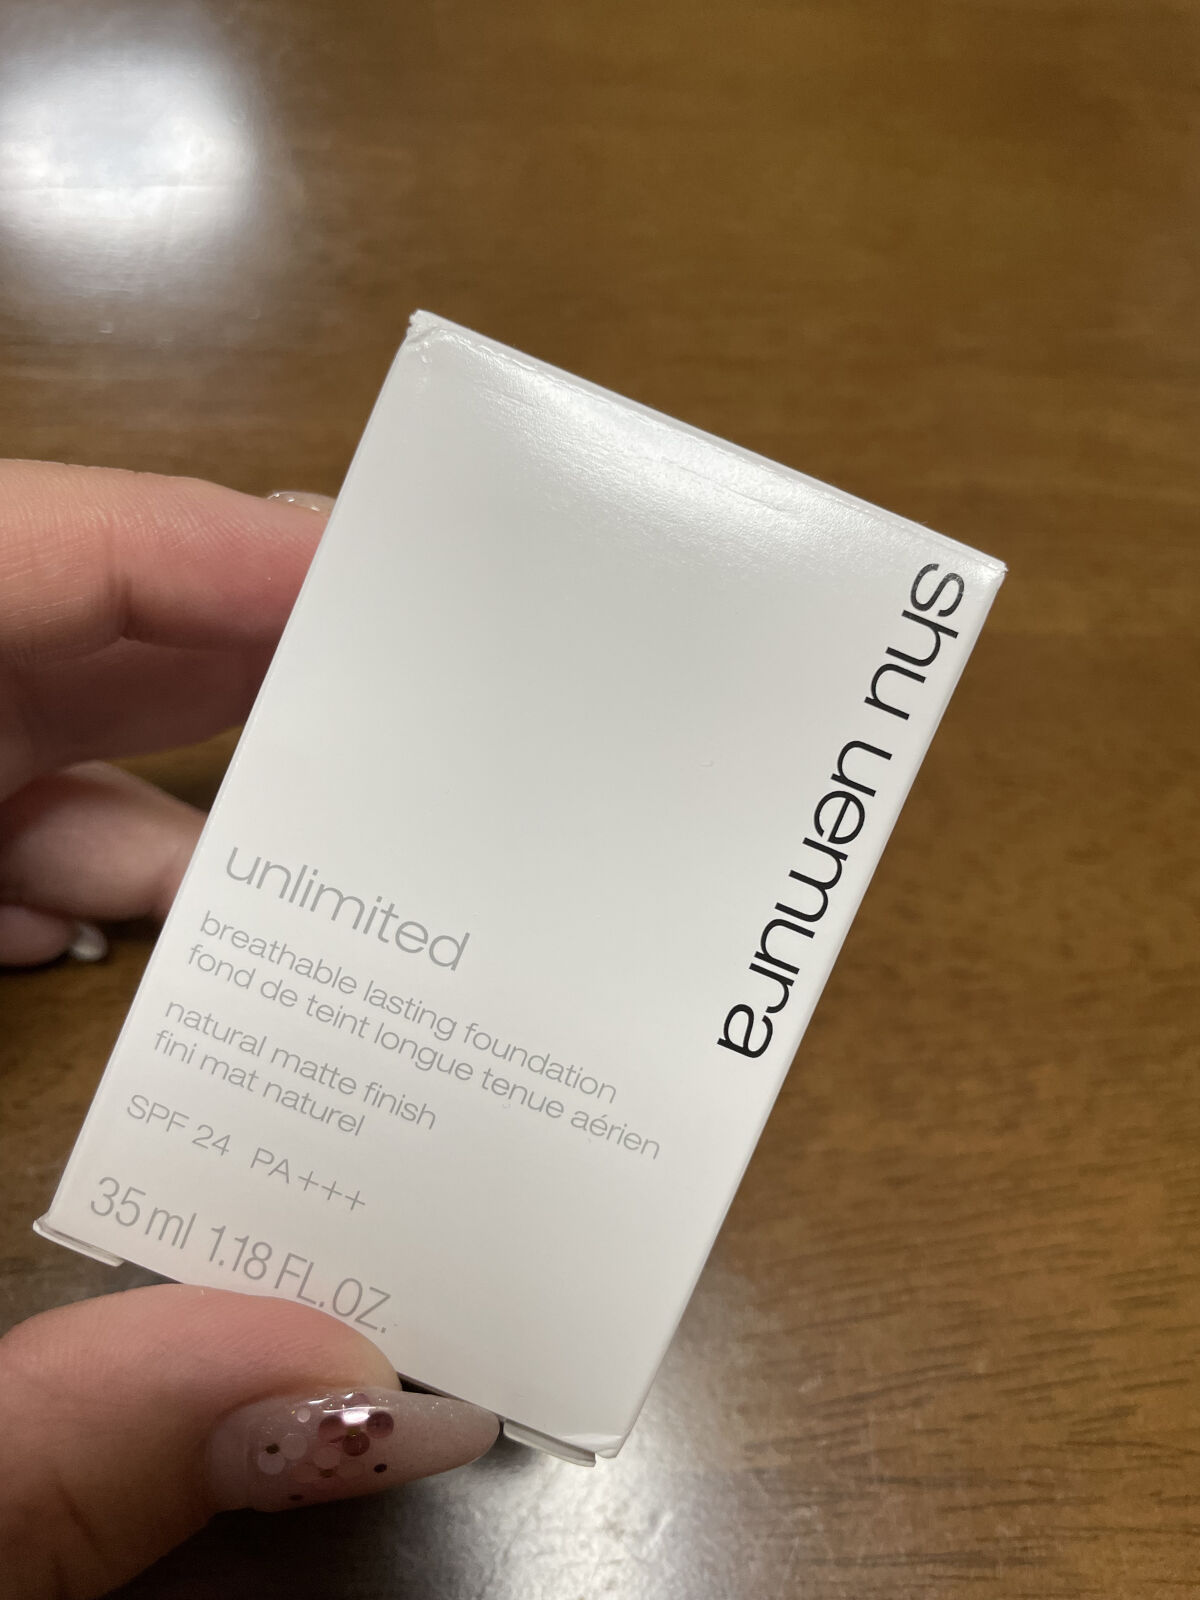 shu uemura
unlimited
breathable lasting foundation
fond de teint longue tenue aérien
natural matte finish
fini mat naturel
SPF 24 PA+++
35 ml 1.18 FL.OZ.